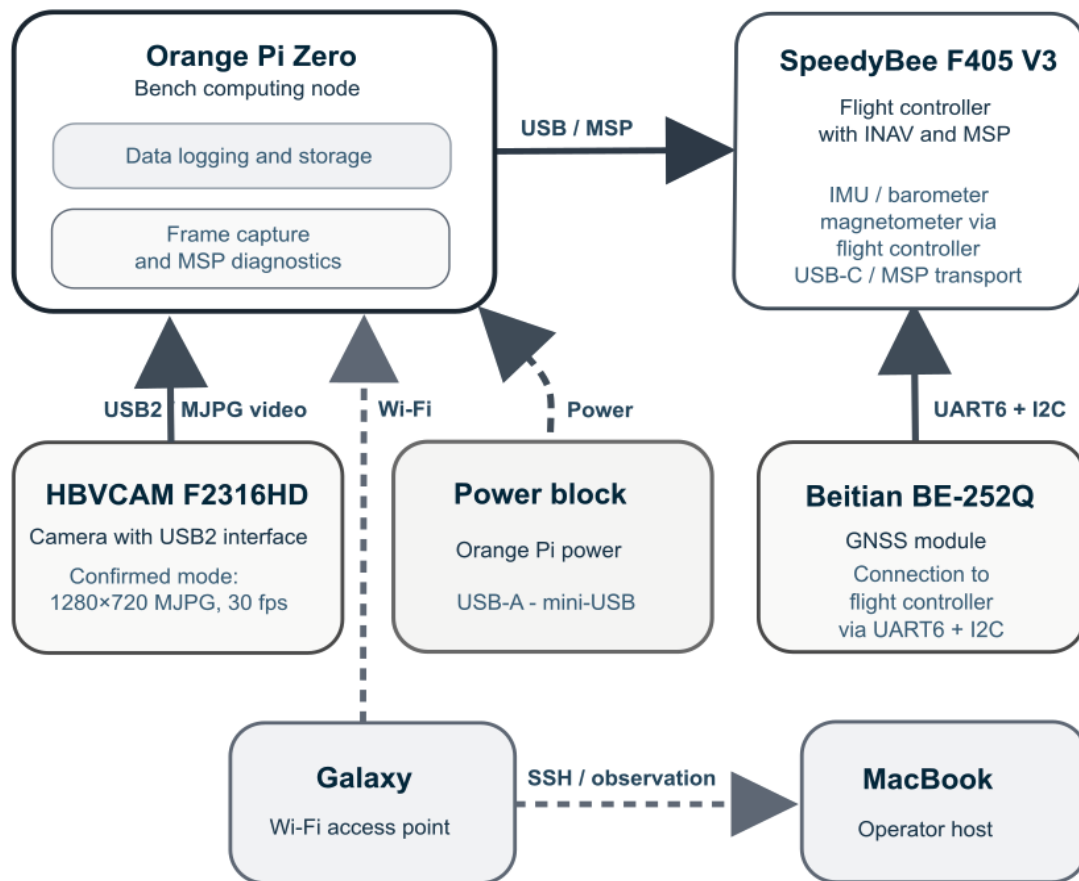 Orange Pi Zero
Bench computing node
Data logging and storage
Frame capture
and MSP diagnostics
USB / MSP
SpeedyBee F405 V3
Flight controller
with INAV and MSP
IMU / barometer
magnetometer via
flight controller
USB-C / MSP transport
USB2 / MJPG video
Wi-Fi
Power
UART6 + I2C
HBVCAM F2316HD
Camera with USB2 interface
Confirmed mode:
1280×720 MJPG, 30 fps
Power block
Orange Pi power
USB-A - mini-USB
Beitian BE-252Q
GNSS module
Connection to
flight controller
via UART6 + I2C
Galaxy
Wi-Fi access point
SSH / observation
MacBook
Operator host